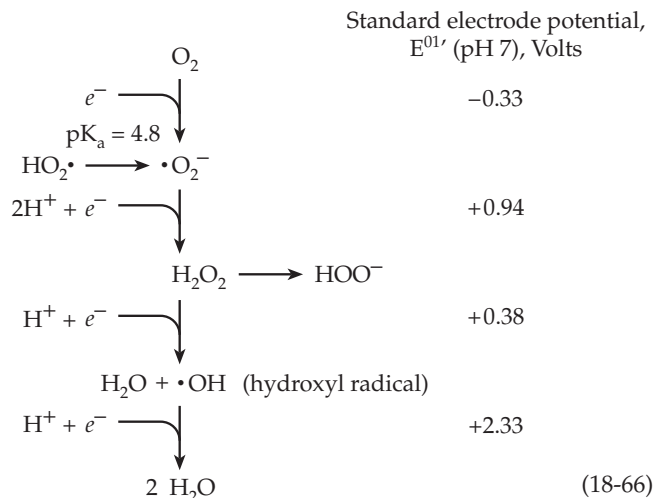 Standard electrode potential,
E⁰¹′ (pH 7), Volts
O₂
e⁻ −0.33
pKₐ = 4.8
HO₂• •O₂⁻
2H⁺ + e⁻ +0.94
H₂O₂ HOO⁻
H⁺ + e⁻ +0.38
H₂O + •OH (hydroxyl radical)
H⁺ + e⁻ +2.33
2 H₂O (18-66)